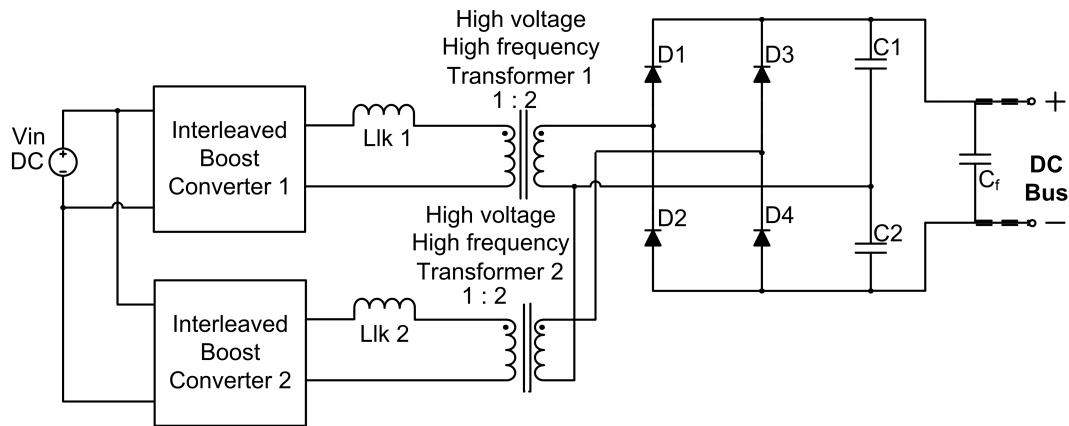 High voltage
High frequency
Transformer 1
1 : 2
D1
D3
C1
Vin
DC
+
−
Interleaved
Boost
Converter 1
Llk 1
+
Cf
DC
Bus
−
High voltage
High frequency
Transformer 2
1 : 2
D2
D4
C2
Interleaved
Boost
Converter 2
Llk 2